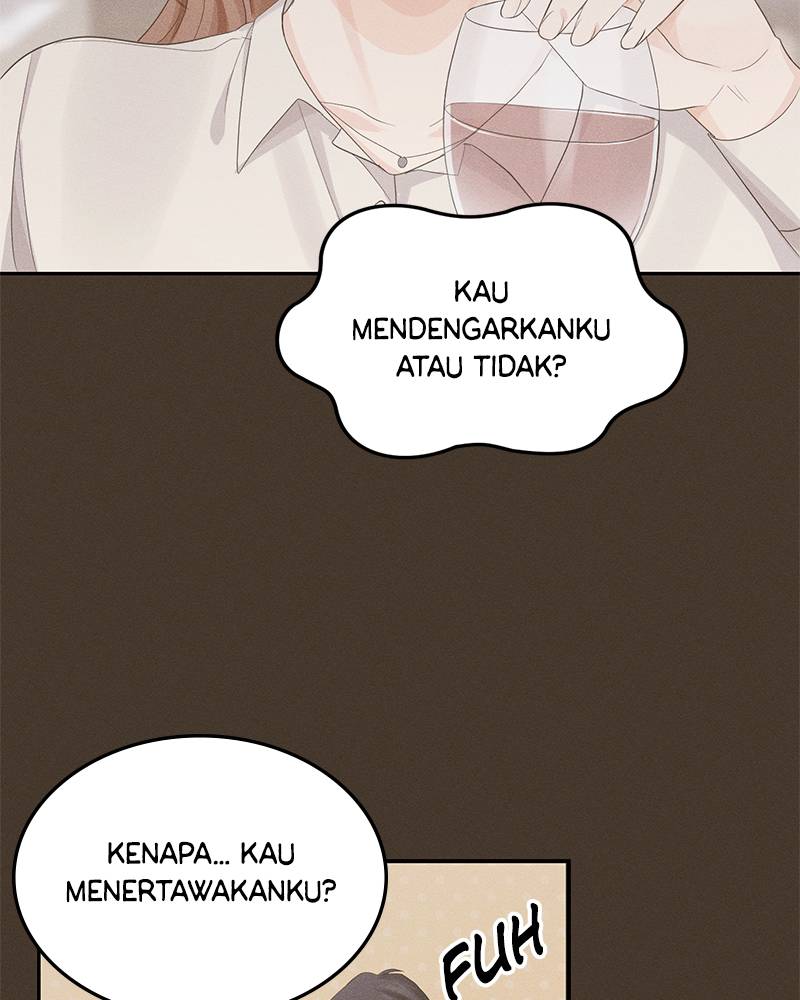 KAU
MENDENGARKANKU
ATAU TIDAK?
KENAPA... KAU
MENERTAWAKANKU?
FUH